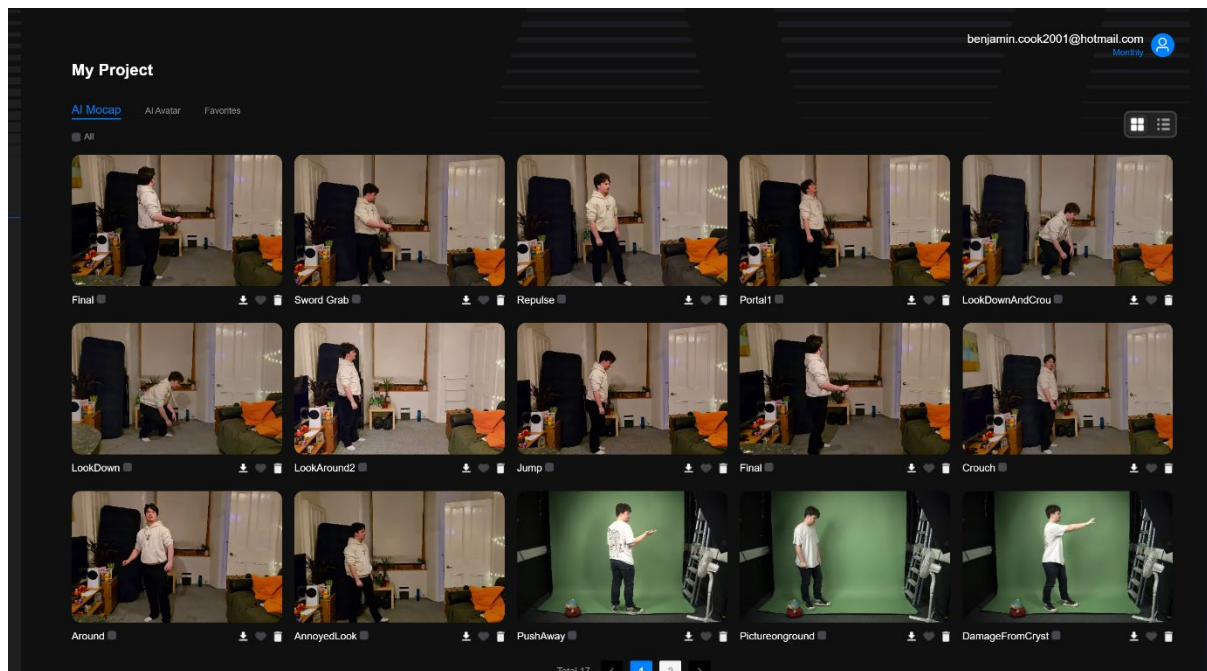 benjamin.cook2001@hotmail.com
Monthly
My Project
AI Mocap AI Avatar Favorites
All
Final Sword Grab Repulse Portal1 LookDownAndCrou
LookDown LookAround2 Jump Final Crouch
Around AnnoyedLook PushAway Pictureonground DamageFromCryst
Total 17 < 1 2 >